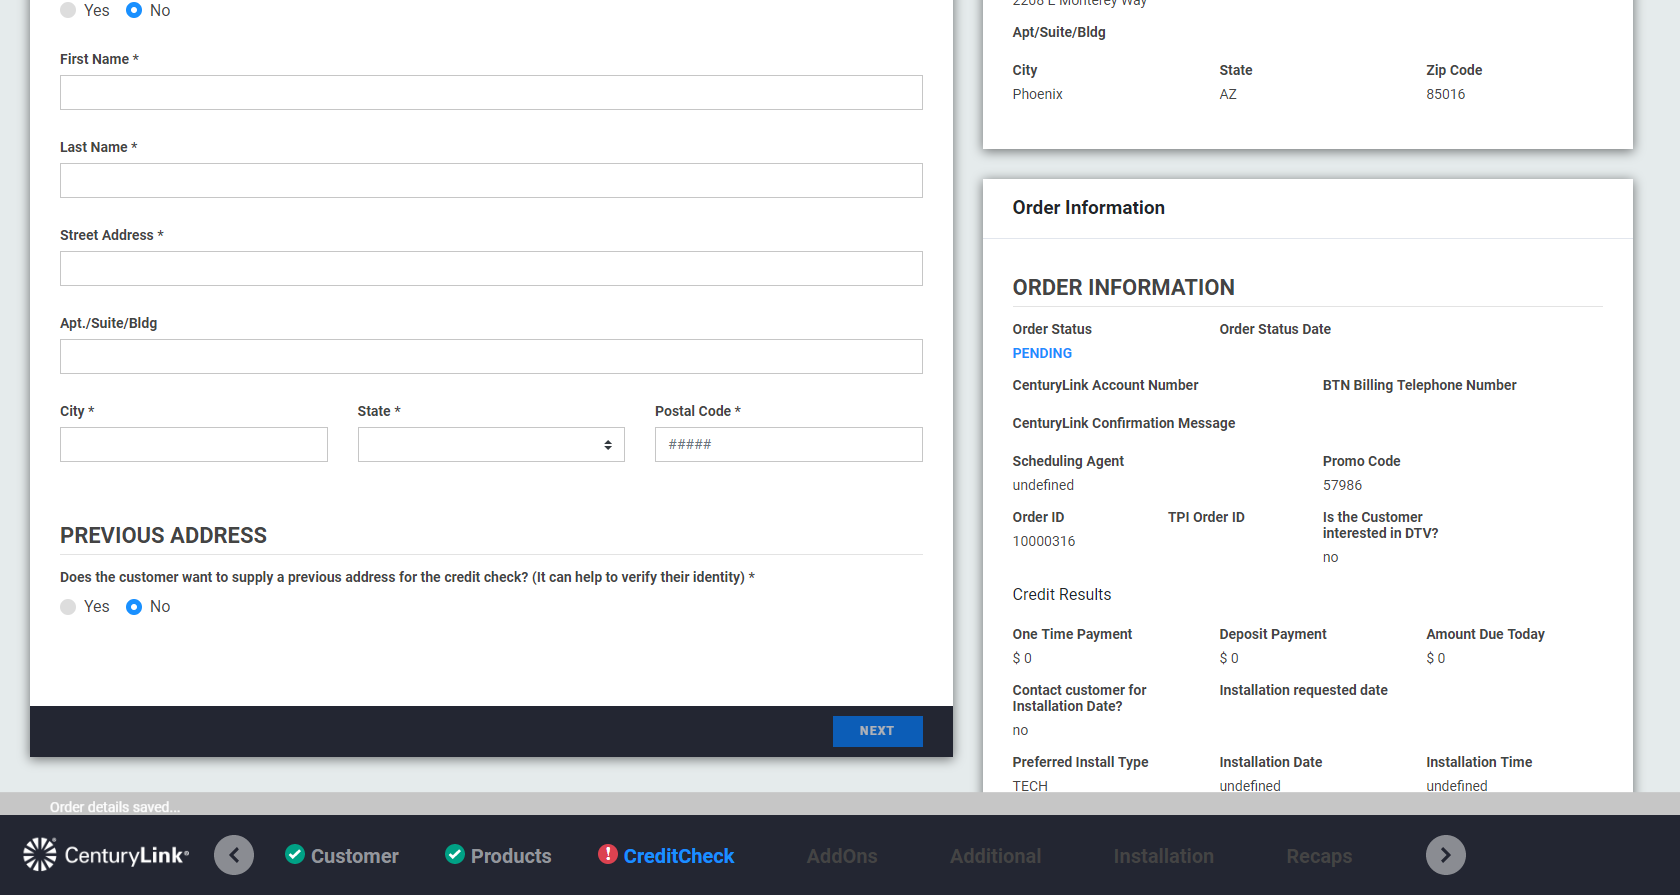 Yes No
First Name *
Last Name *
Street Address *
Apt./Suite/Bldg
City * State * Postal Code *
#####
PREVIOUS ADDRESS
Does the customer want to supply a previous address for the credit check? (It can help to verify their identity) *
Yes No
NEXT
2208 E Monterey Way
Apt/Suite/Bldg
City State Zip Code
Phoenix AZ 85016
Order Information
ORDER INFORMATION
Order Status Order Status Date
PENDING
CenturyLink Account Number BTN Billing Telephone Number
CenturyLink Confirmation Message
Scheduling Agent Promo Code
undefined 57986
Order ID TPI Order ID Is the Customer
interested in DTV?
10000316
no
Credit Results
One Time Payment Deposit Payment Amount Due Today
$ 0 $ 0 $ 0
Contact customer for Installation requested date
Installation Date?
no
Preferred Install Type Installation Date Installation Time
TECH undefined undefined
Order details saved...
CenturyLink® Customer Products CreditCheck AddOns Additional Installation Recaps